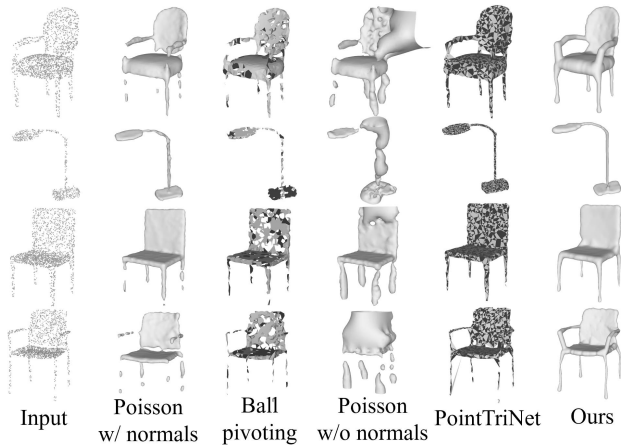 Input
Poisson
w/ normals
Ball
pivoting
Poisson
w/o normals
PointTriNet
Ours